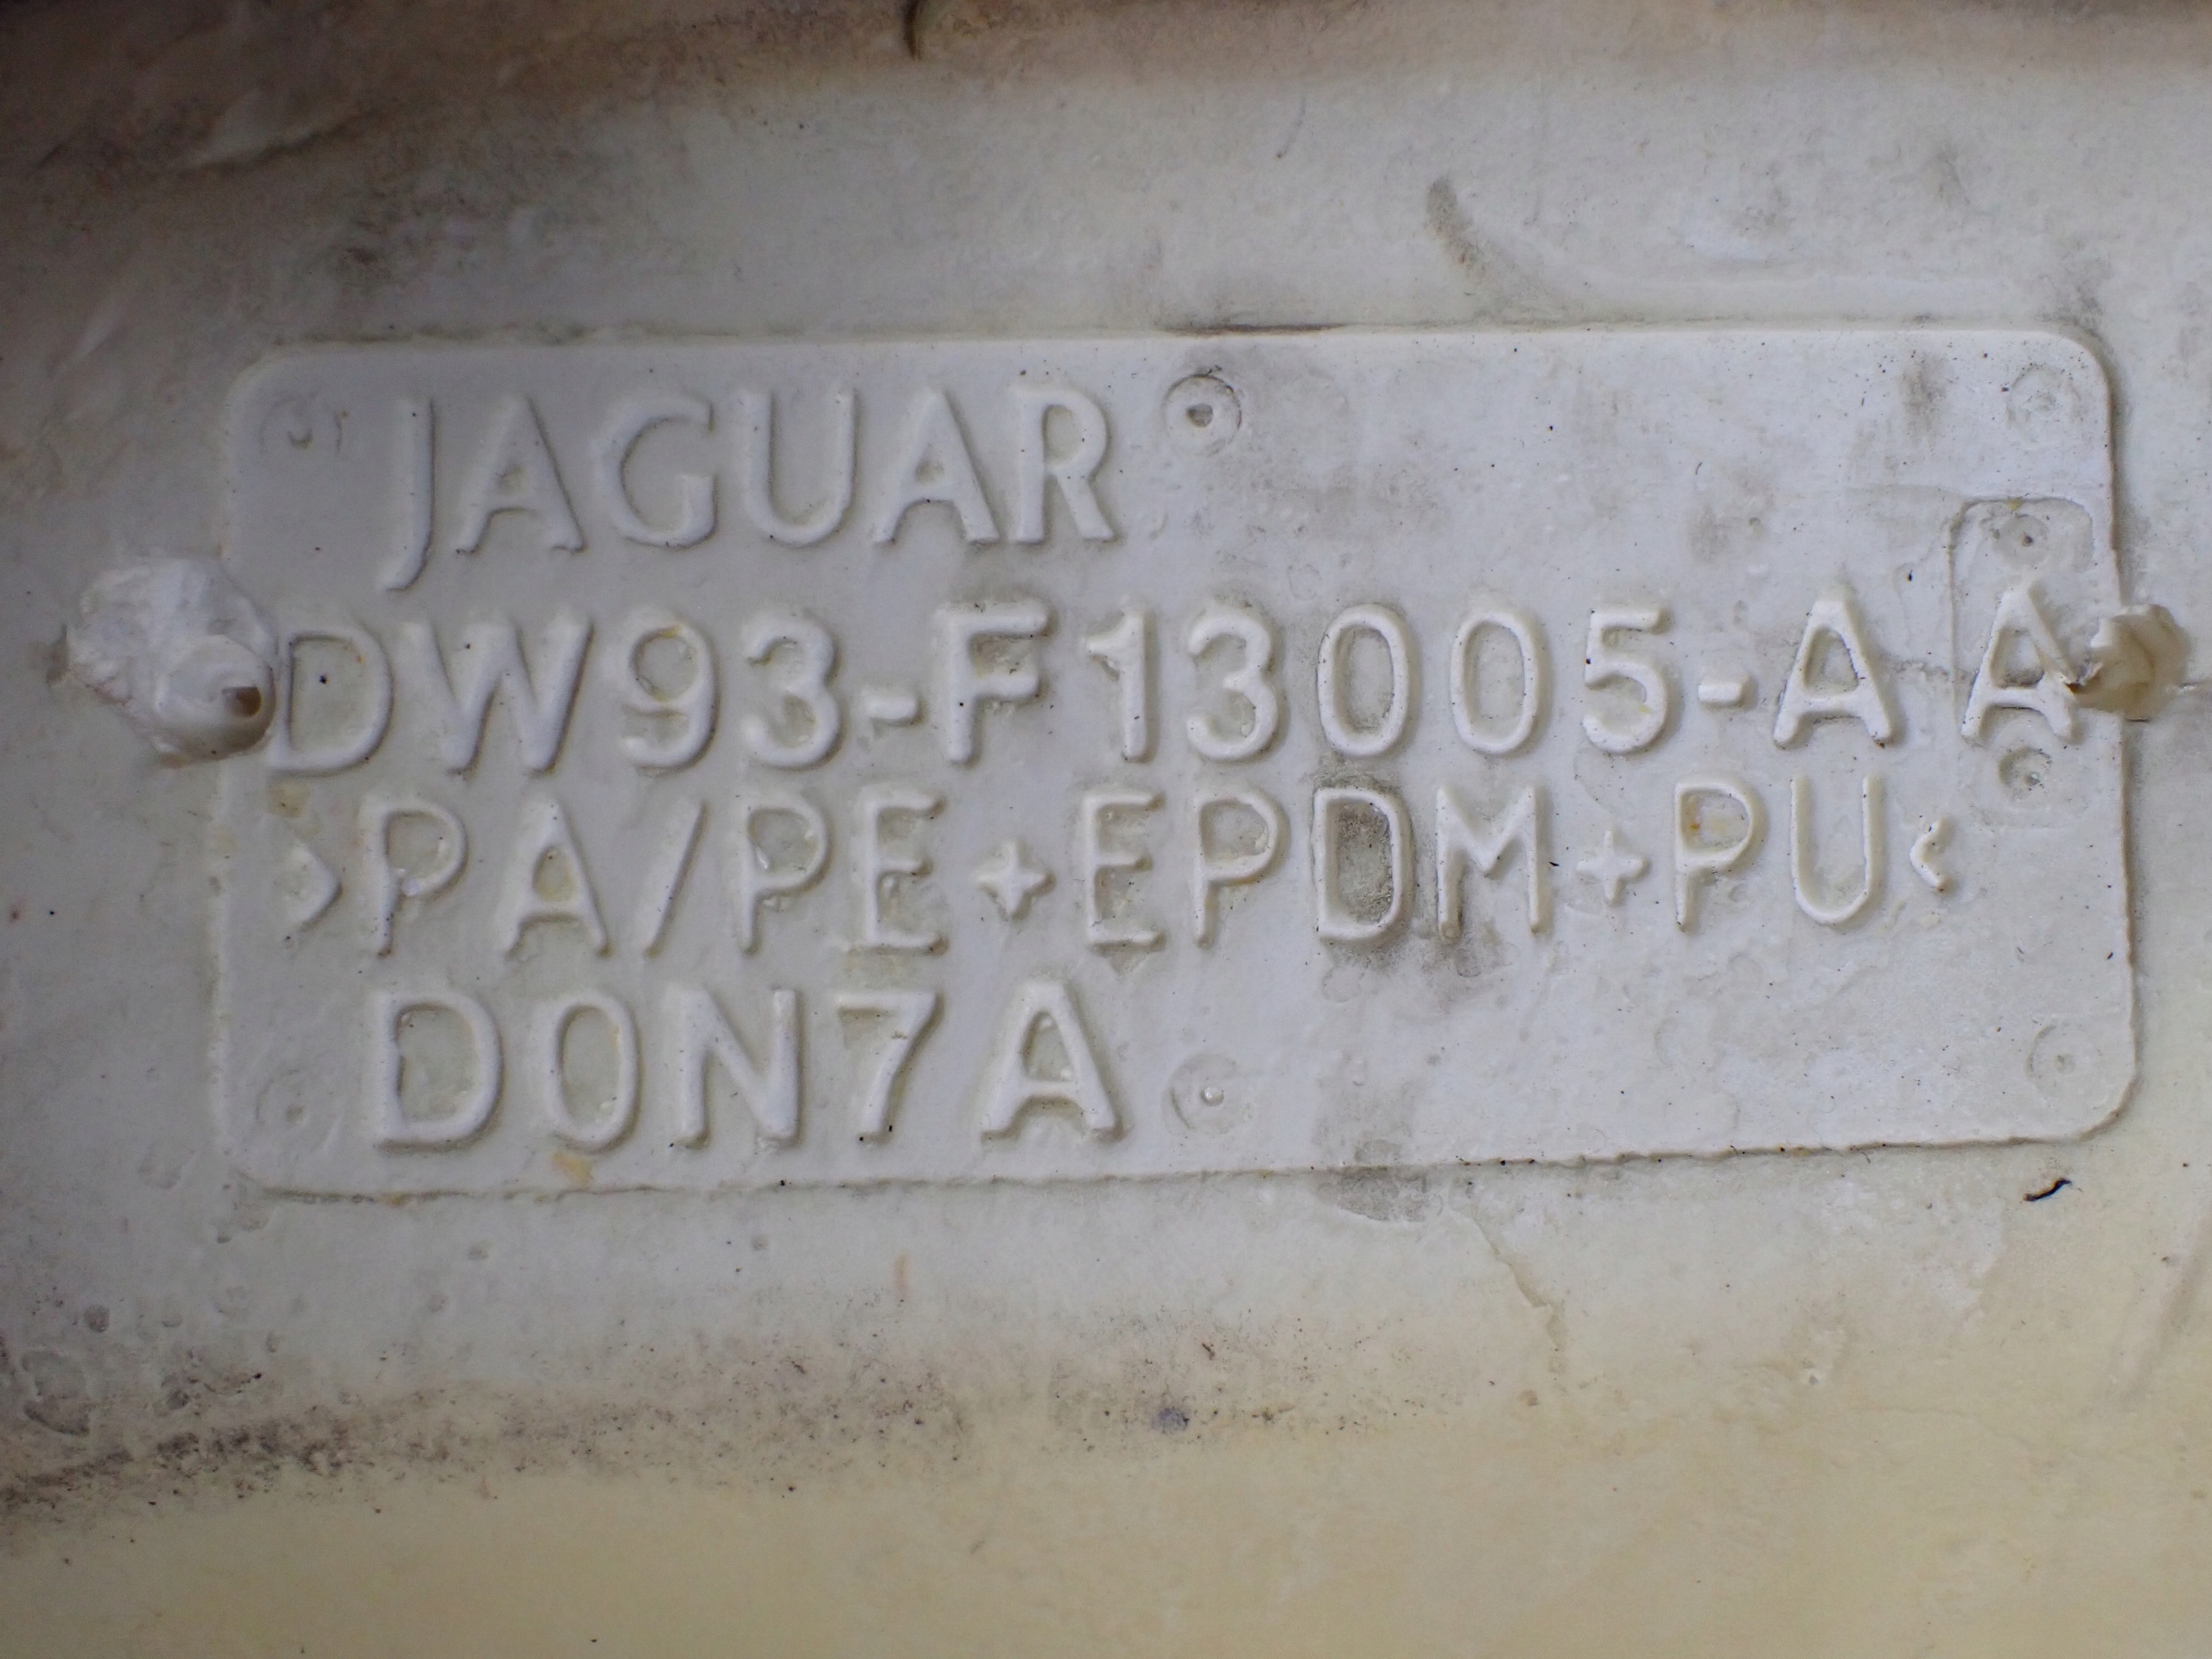 JAGUAR
DW93-F13005-AA
>PA/PE+EPDM+PU<
D0N7A